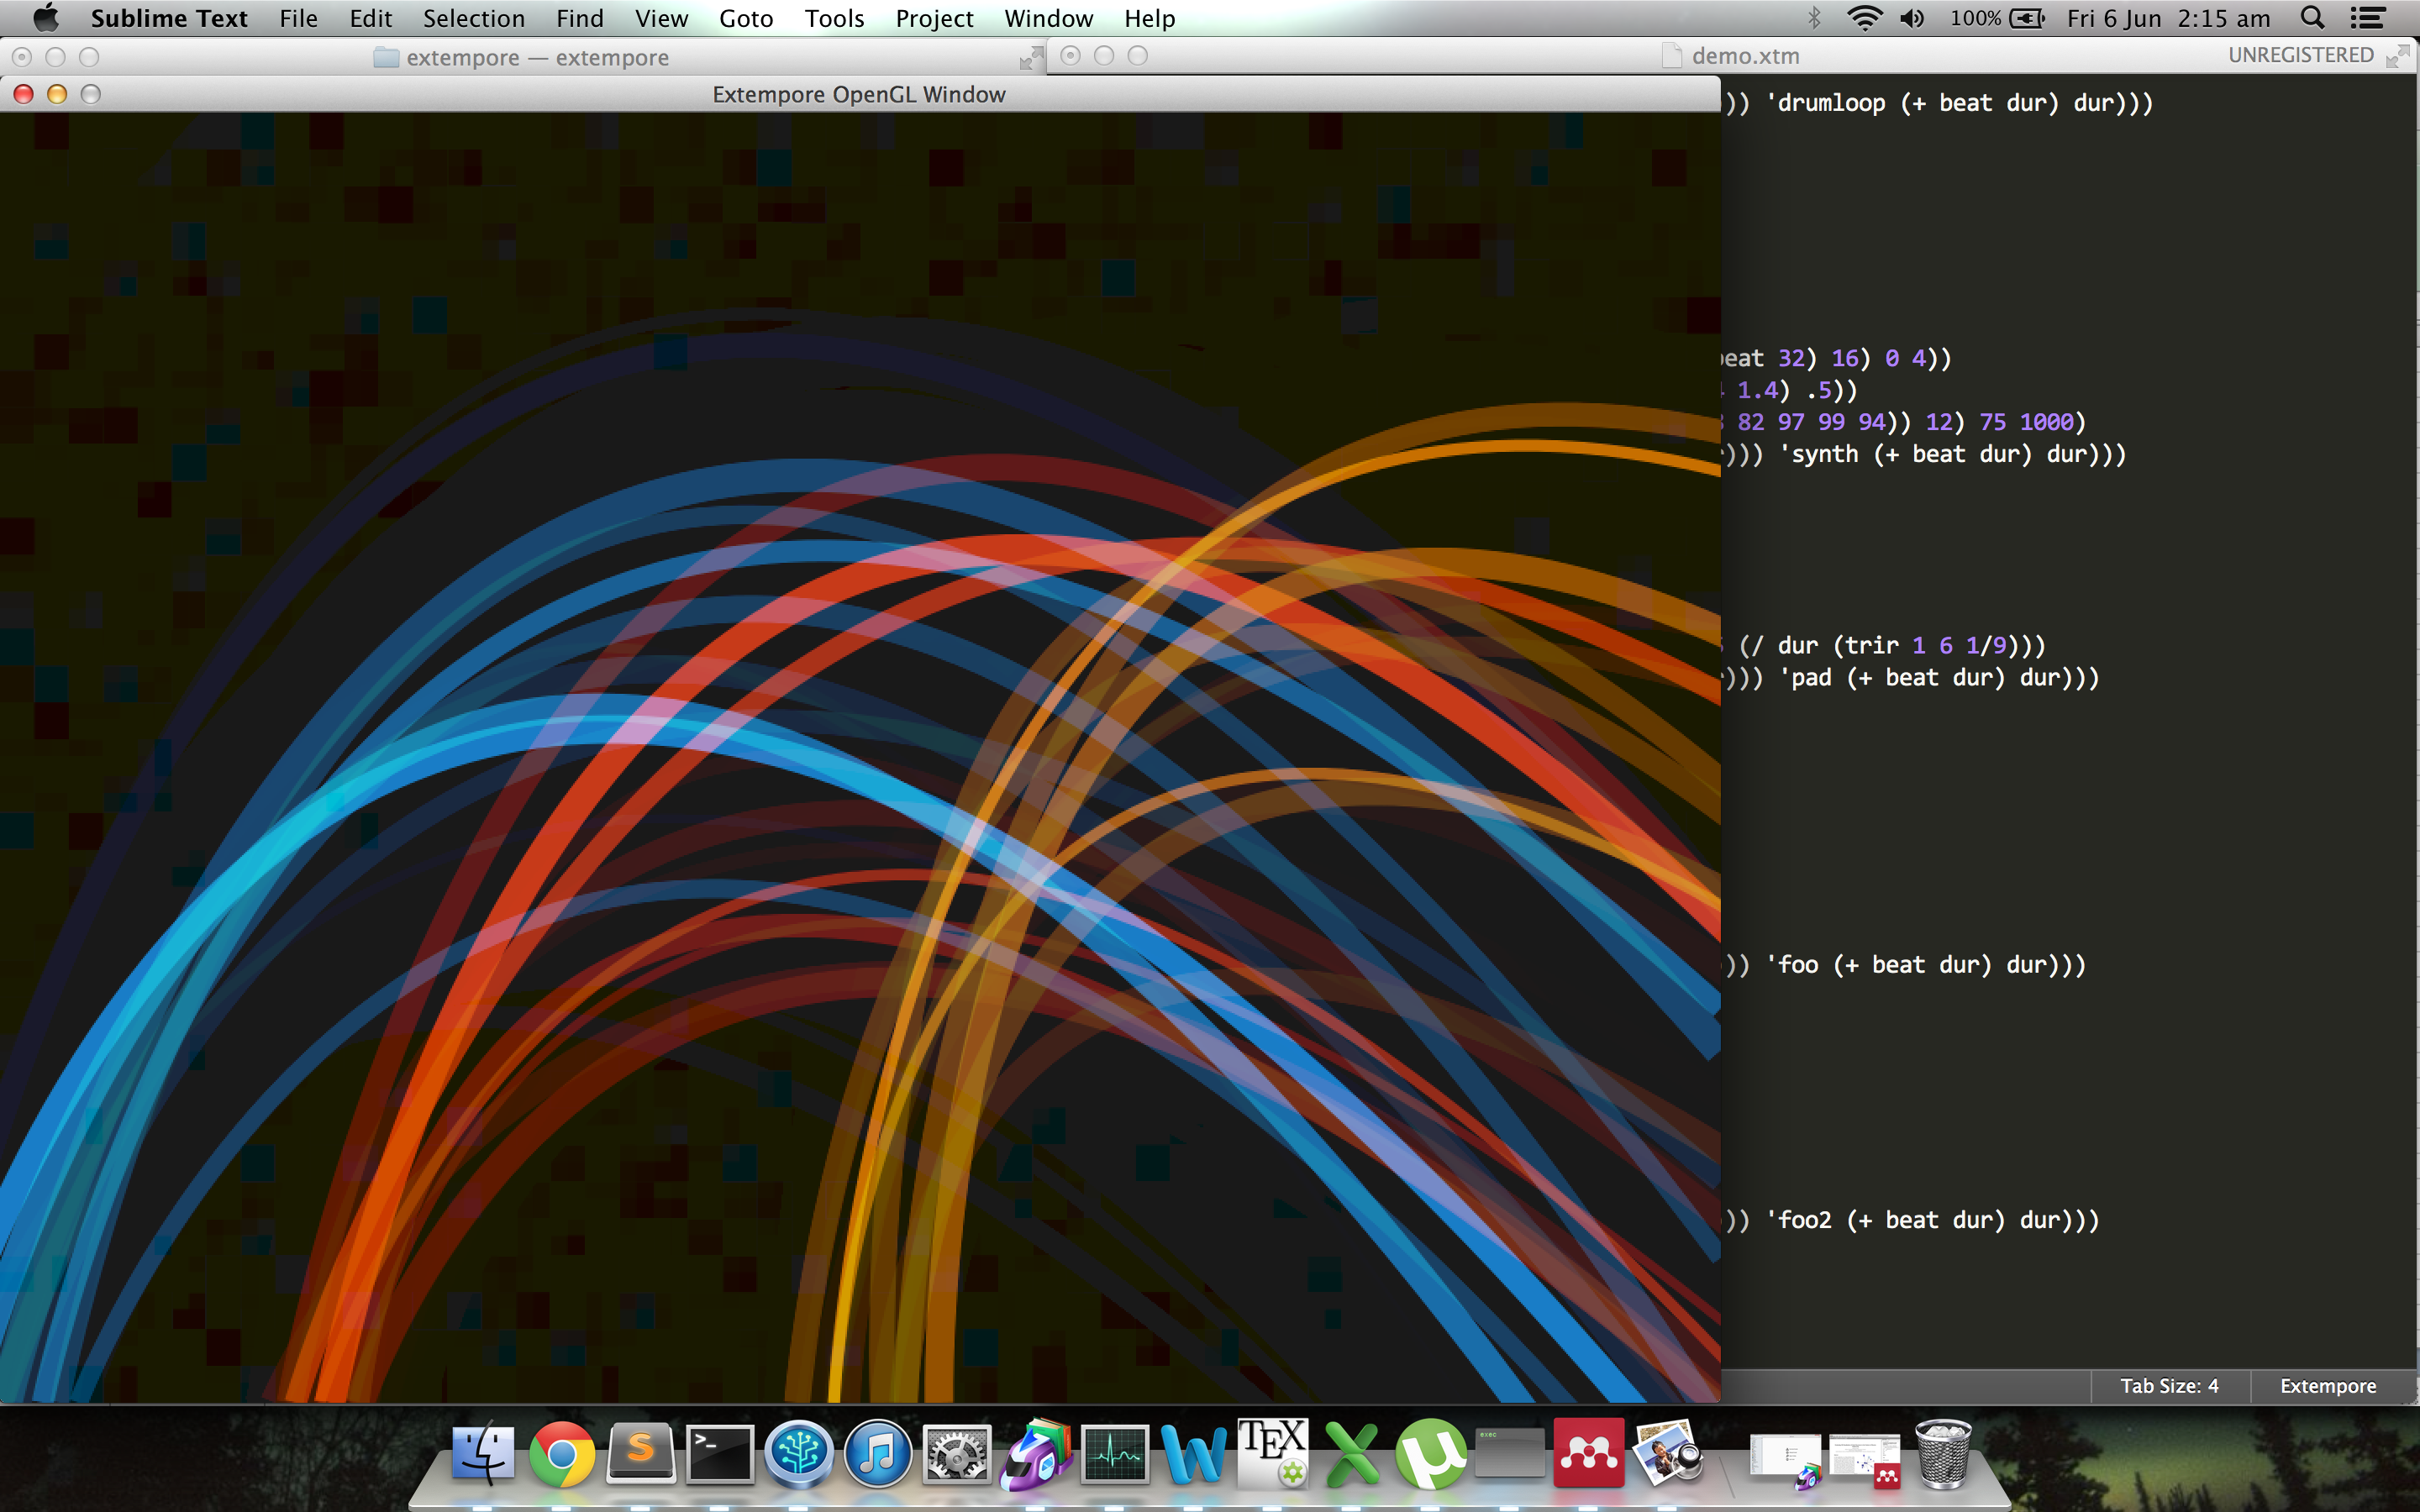 Sublime Text File Edit Selection Find View Goto Tools Project Window Help 100% Fri 6 Jun 2:15 am
extempore — extempore
demo.xtm UNREGISTERED
Extempore OpenGL Window
)) 'drumloop (+ beat dur) dur)))
beat 32) 16) 0 4))
1.4) .5))
82 97 99 94)) 12) 75 1000)
))) 'synth (+ beat dur) dur)))
(/ dur (trir 1 6 1/9)))
))) 'pad (+ beat dur) dur)))
)) 'foo (+ beat dur) dur)))
)) 'foo2 (+ beat dur) dur)))
Tab Size: 4 Extempore
S >_ W TEX X µ exec